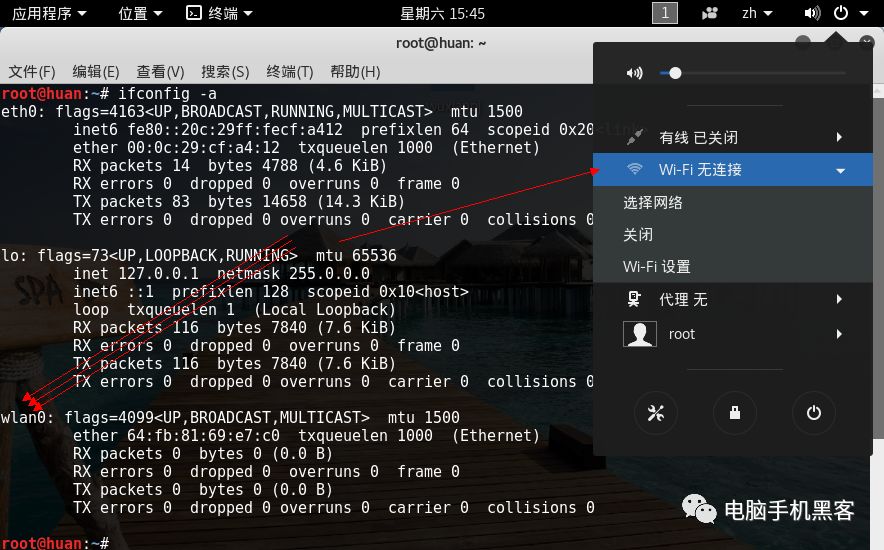 应用程序 位置 终端 星期六 15:45 1 zh
root@huan: ~
文件(F) 编辑(E) 查看(V) 搜索(S) 终端(T) 帮助(H)
root@huan:~# ifconfig -a
eth0: flags=4163<UP,BROADCAST,RUNNING,MULTICAST> mtu 1500
inet6 fe80::20c:29ff:fecf:a412 prefixlen 64 scopeid 0x20<link>
ether 00:0c:29:cf:a4:12 txqueuelen 1000 (Ethernet)
RX packets 14 bytes 4788 (4.6 KiB)
RX errors 0 dropped 0 overruns 0 frame 0
TX packets 83 bytes 14658 (14.3 KiB)
TX errors 0 dropped 0 overruns 0 carrier 0 collisions 0
lo: flags=73<UP,LOOPBACK,RUNNING> mtu 65536
inet 127.0.0.1 netmask 255.0.0.0
inet6 ::1 prefixlen 128 scopeid 0x10<host>
loop txqueuelen 1 (Local Loopback)
RX packets 116 bytes 7840 (7.6 KiB)
RX errors 0 dropped 0 overruns 0 frame 0
TX packets 116 bytes 7840 (7.6 KiB)
TX errors 0 dropped 0 overruns 0 carrier 0 collisions 0
wlan0: flags=4099<UP,BROADCAST,MULTICAST> mtu 1500
ether 64:fb:81:69:e7:c0 txqueuelen 1000 (Ethernet)
RX packets 0 bytes 0 (0.0 B)
RX errors 0 dropped 0 overruns 0 frame 0
TX packets 0 bytes 0 (0.0 B)
TX errors 0 dropped 0 overruns 0 carrier 0 collisions 0
root@huan:~#
有线 已关闭
Wi-Fi 无连接
选择网络
关闭
Wi-Fi 设置
代理 无
root
SPA
电脑手机黑客